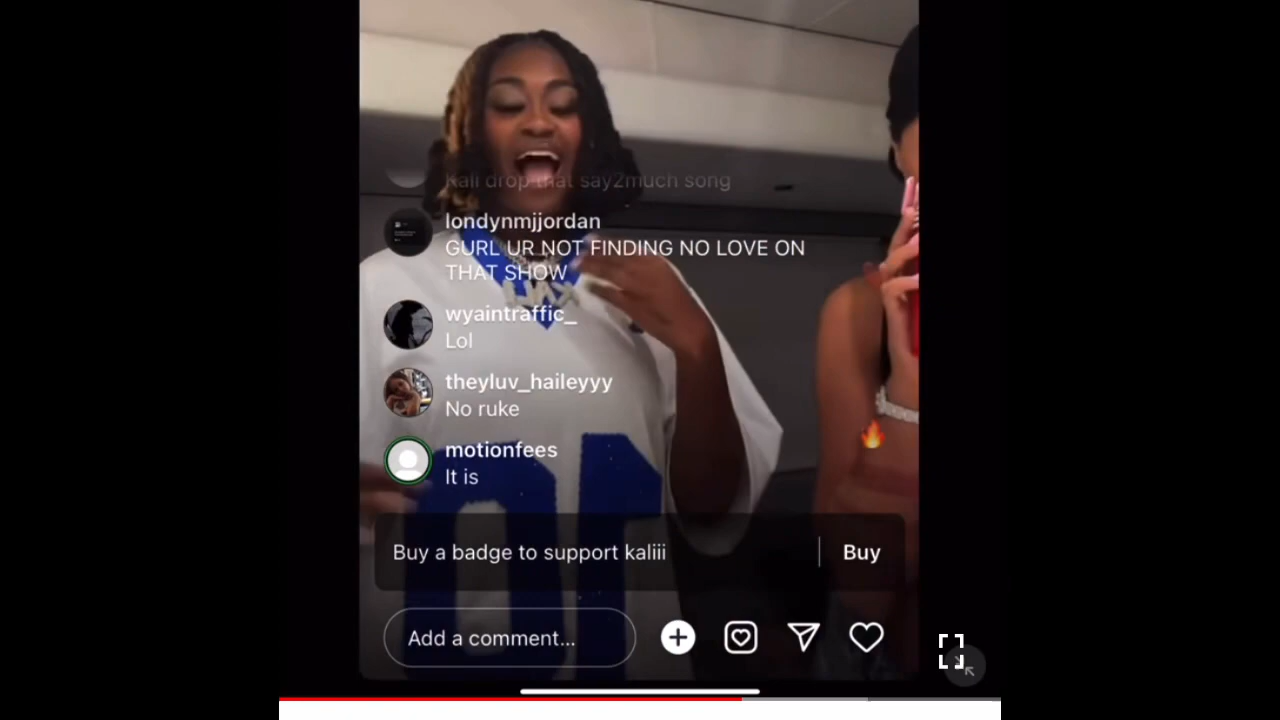 Kali drop that say2much song
londynmjjordan
GURL UR NOT FINDING NO LOVE ON
THAT SHOW
wyaintraffic_
Lol
theyluv_haileyyy
No ruke
motionfees
It is
Buy a badge to support kaliii
Buy
Add a comment...